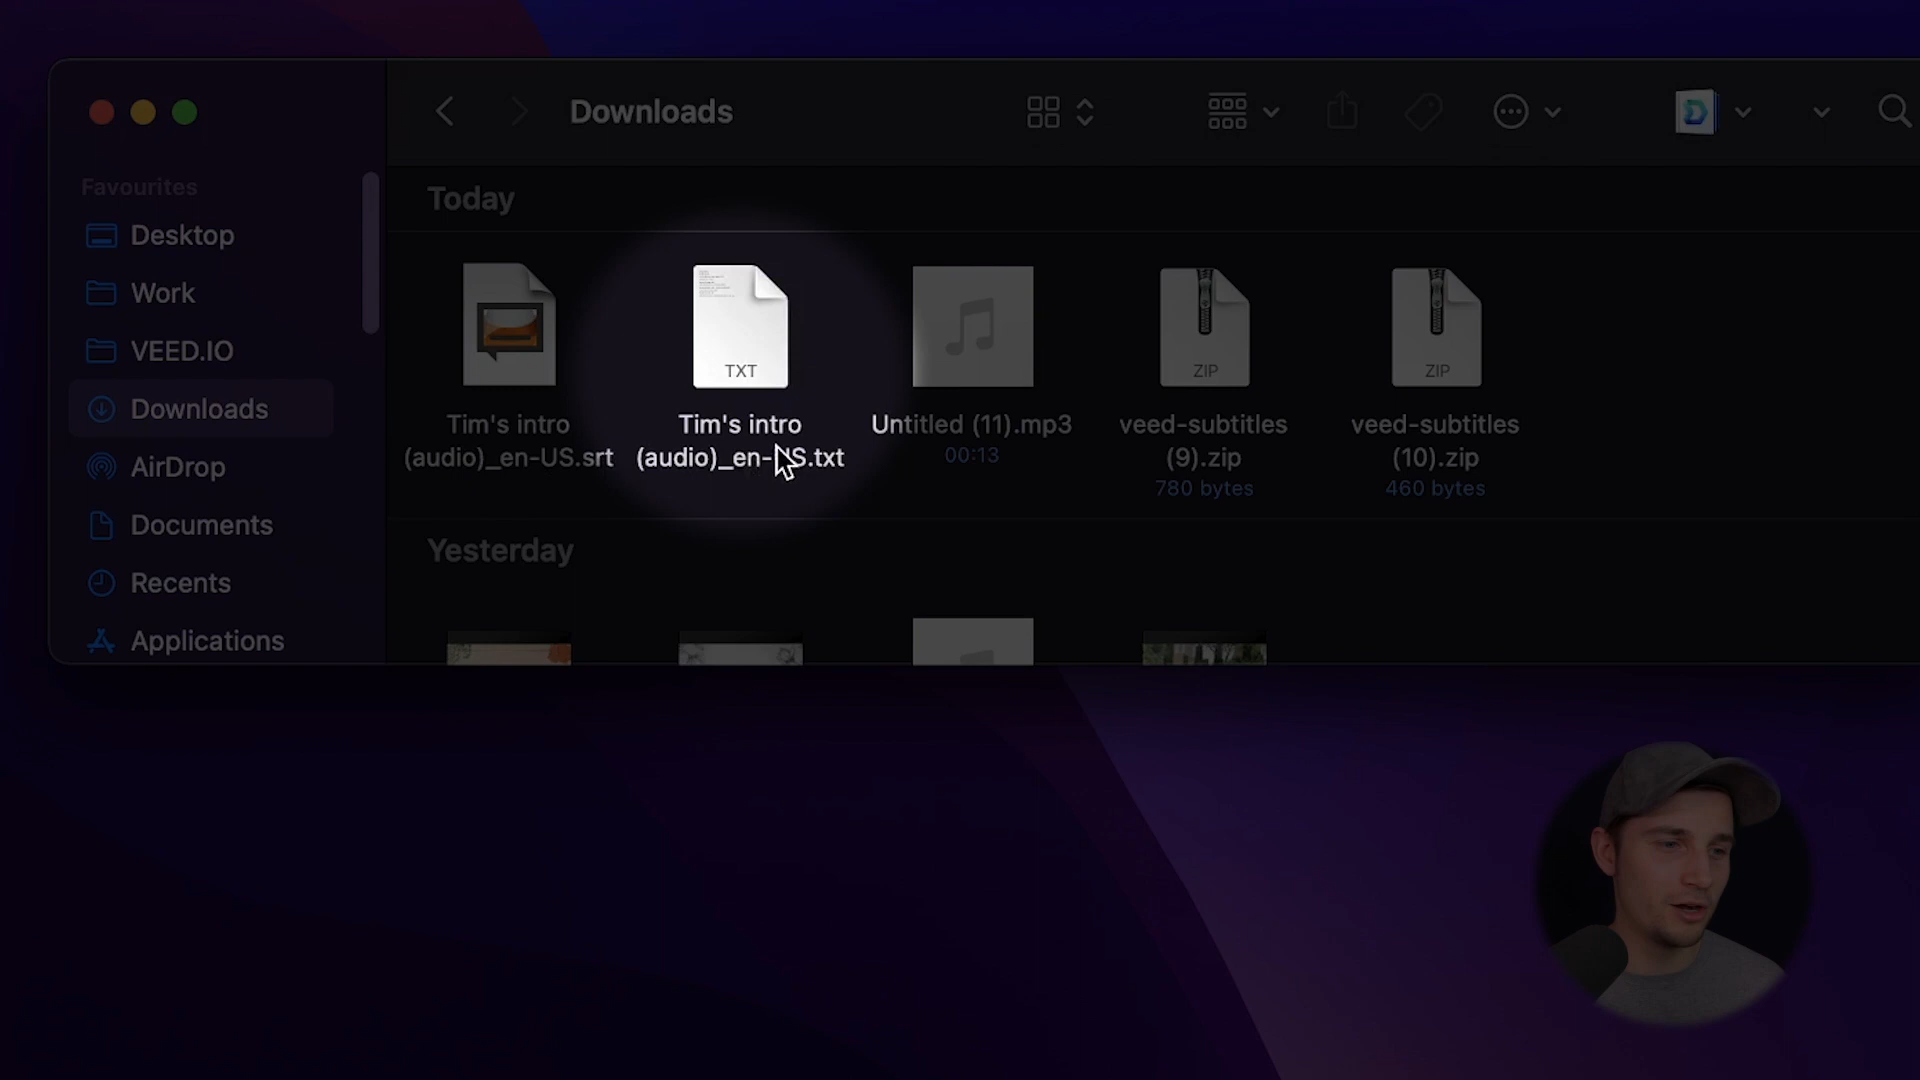 Downloads
Favourites
Desktop
Work
VEED.IO
Downloads
AirDrop
Documents
Recents
Applications
Today
TXT
ZIP
ZIP
Tim's intro
(audio)_en-US.srt
Tim's intro
(audio)_en-US.txt
Untitled (11).mp3
00:13
veed-subtitles
(9).zip
780 bytes
veed-subtitles
(10).zip
460 bytes
Yesterday